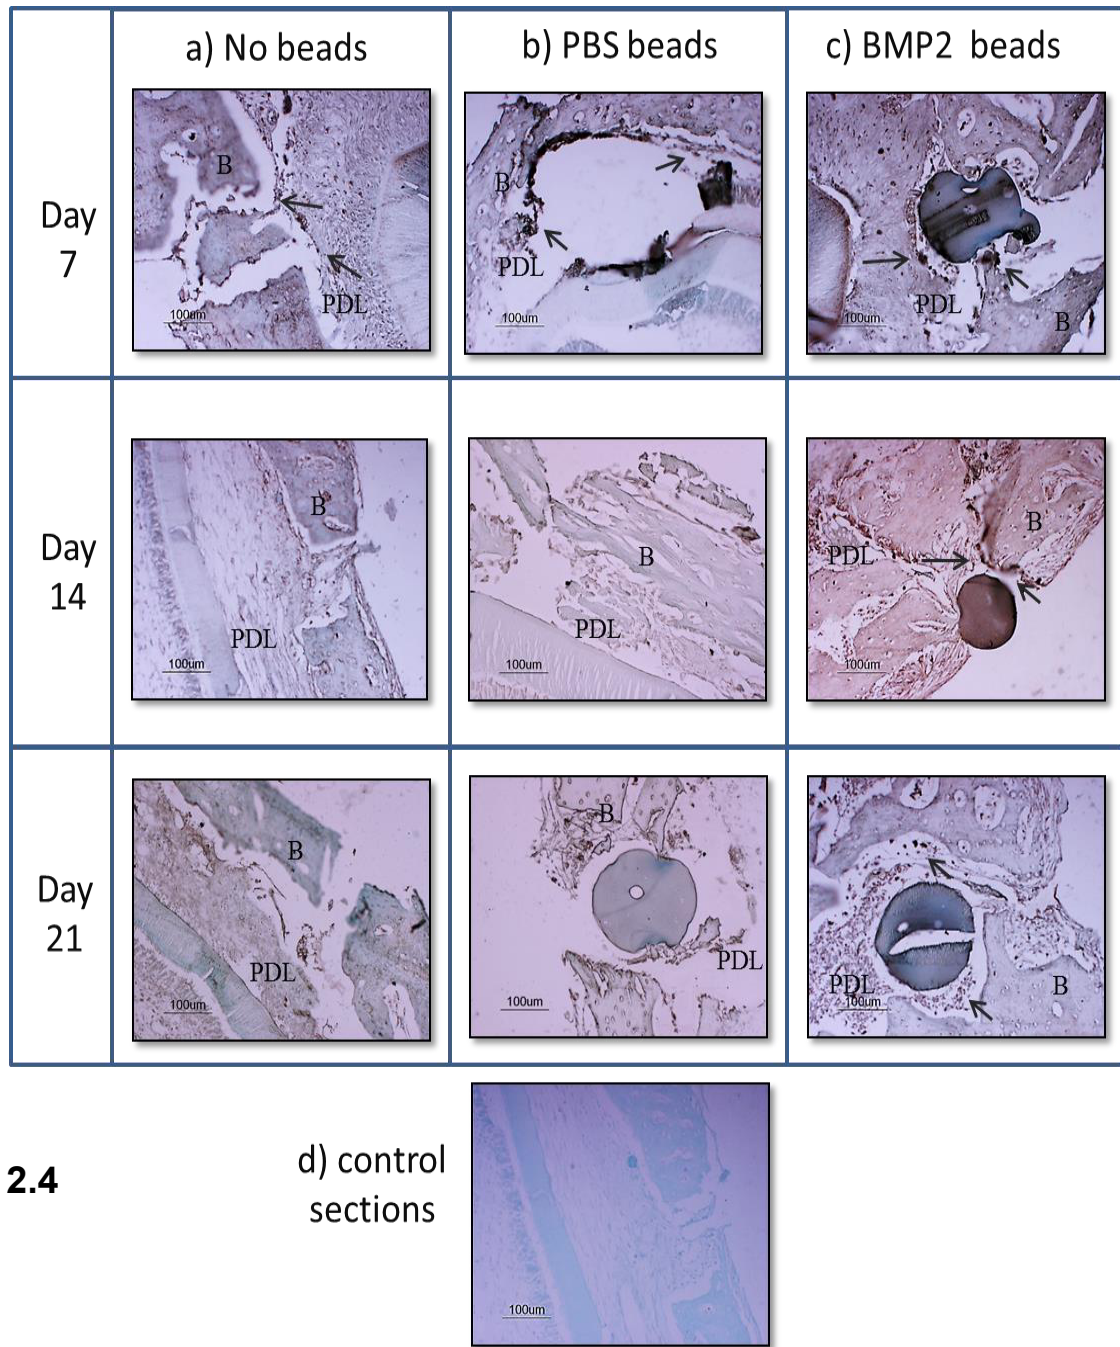 a) No beads
b) PBS beads
c) BMP2 beads
Day
7
B
PDL
100um
B
PDL
100um
PDL
B
100um
Day
14
B
PDL
100um
B
PDL
100um
B
PDL
100um
Day
21
B
PDL
100um
B
PDL
100um
PDL
B
100um
2.4
d) control
sections
100um